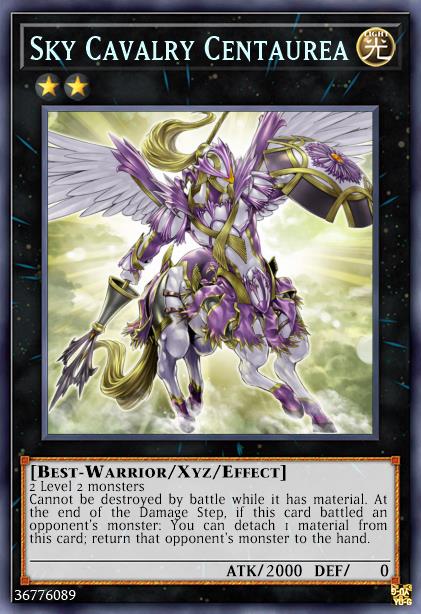 SKY CAVALRY CENTAUREA
LIGHT
光
[BEST-WARRIOR/XYZ/EFFECT]
2 Level 2 monsters
Cannot be destroyed by battle while it has material. At
the end of the Damage Step, if this card battled an
opponent's monster: You can detach 1 material from
this card; return that opponent's monster to the hand.
ATK/2000 DEF/ 0
36776089